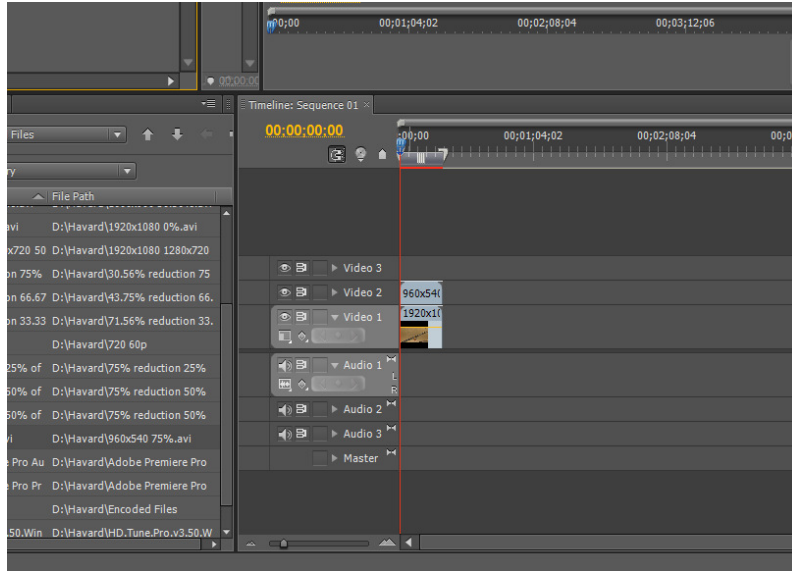 00;00
00;01;04;02
00;02;08;04
00;03;12;06
00:00:00
Timeline: Sequence 01 ×
00:00:00:00
;00;00
00;01;04;02
00;02;08;04
00;0
Files
ry
File Path
avi D:\Havard\1920x1080 0%.avi
x720 50 D:\Havard\1920x1080 1280x720
on 75% D:\Havard\30.56% reduction 75
on 66.67 D:\Havard\43.75% reduction 66.
on 33.33 D:\Havard\71.56% reduction 33.
D:\Havard\720 60p
25% of D:\Havard\75% reduction 25%
50% of D:\Havard\75% reduction 50%
50% of D:\Havard\75% reduction 50%
vi D:\Havard\960x540 75%.avi
e Pro Au D:\Havard\Adobe Premiere Pro
e Pro Pr D:\Havard\Adobe Premiere Pro
D:\Havard\Encoded Files
.50.Win D:\Havard\HD.Tune.Pro.v3.50.W
Video 3
Video 2
960x54(
Video 1
1920x1(
Audio 1
L
R
Audio 2
Audio 3
Master